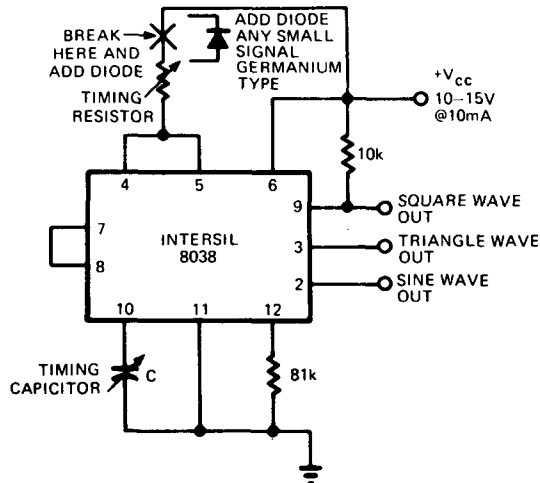 BREAK
HERE AND
ADD DIODE
ADD DIODE
ANY SMALL
SIGNAL
GERMANIUM
TYPE
TIMING
RESISTOR
+Vcc
10–15V
@10mA
10k
4
5
6
7
8
INTERSIL
8038
9
SQUARE WAVE
OUT
3
TRIANGLE WAVE
OUT
2
SINE WAVE
OUT
10
11
12
TIMING
CAPICITOR
C
81k